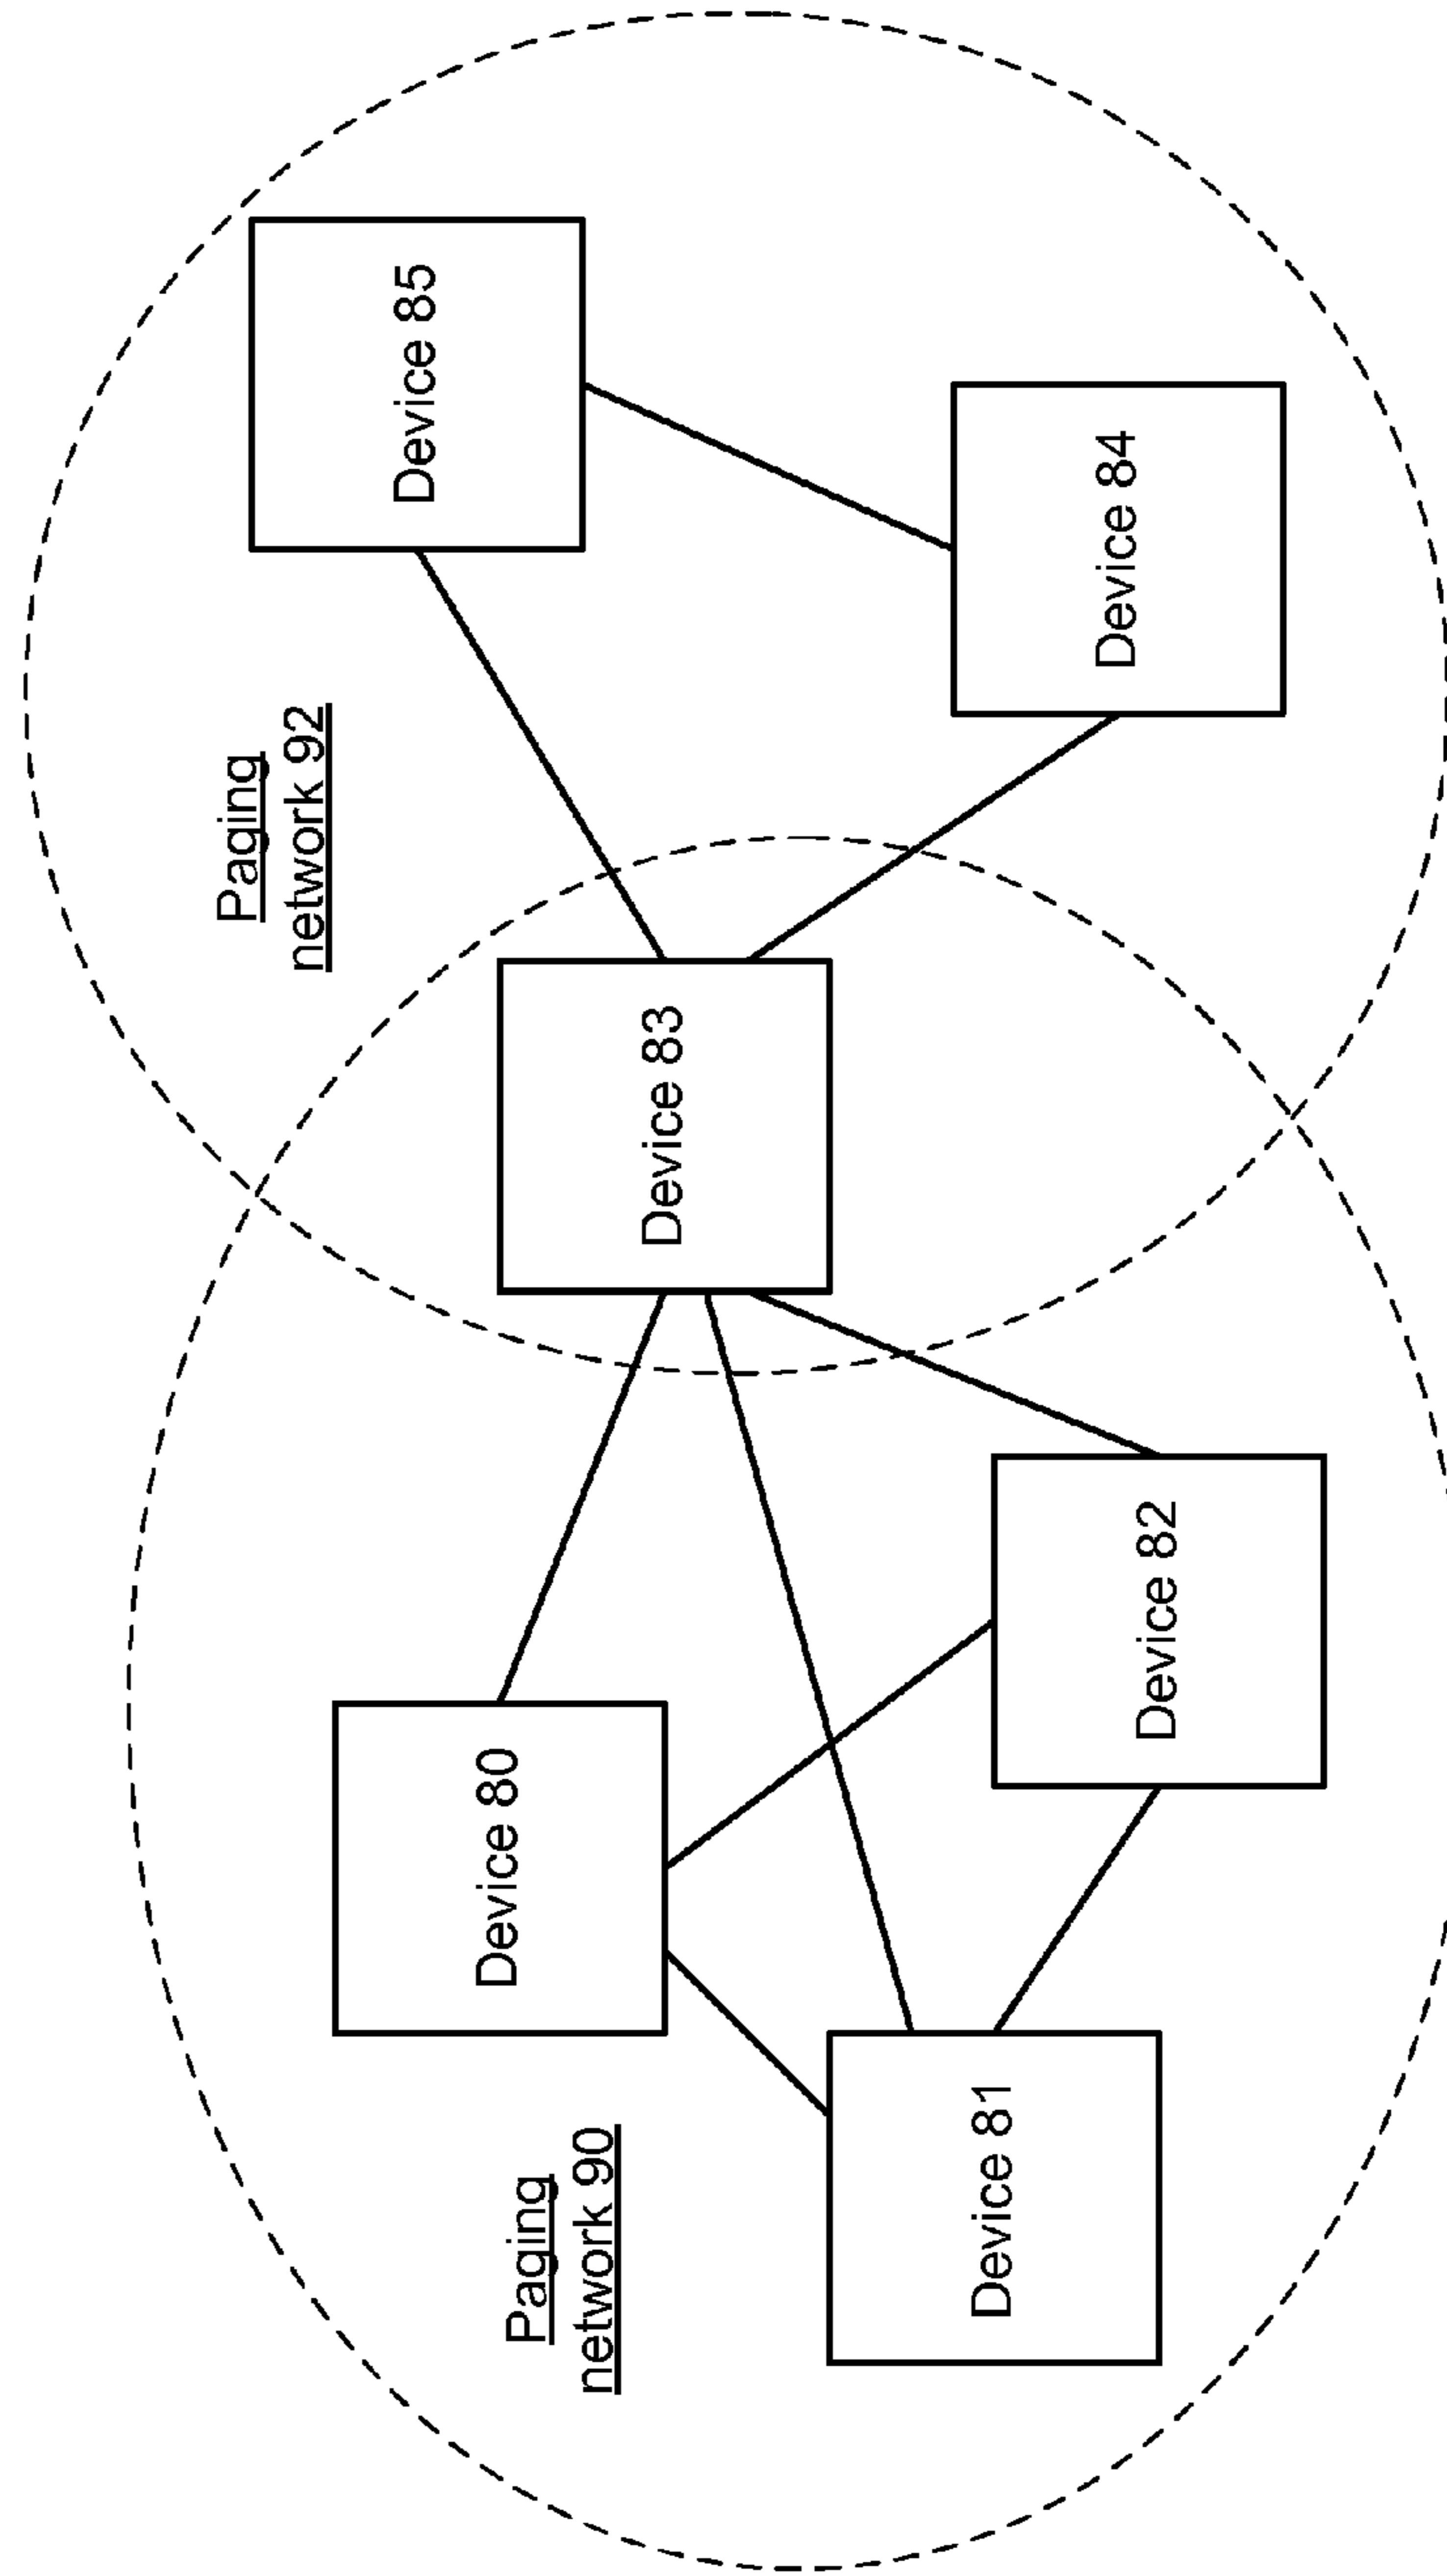 Paging
network 90
Paging
network 92
Device 80
Device 81
Device 82
Device 83
Device 84
Device 85